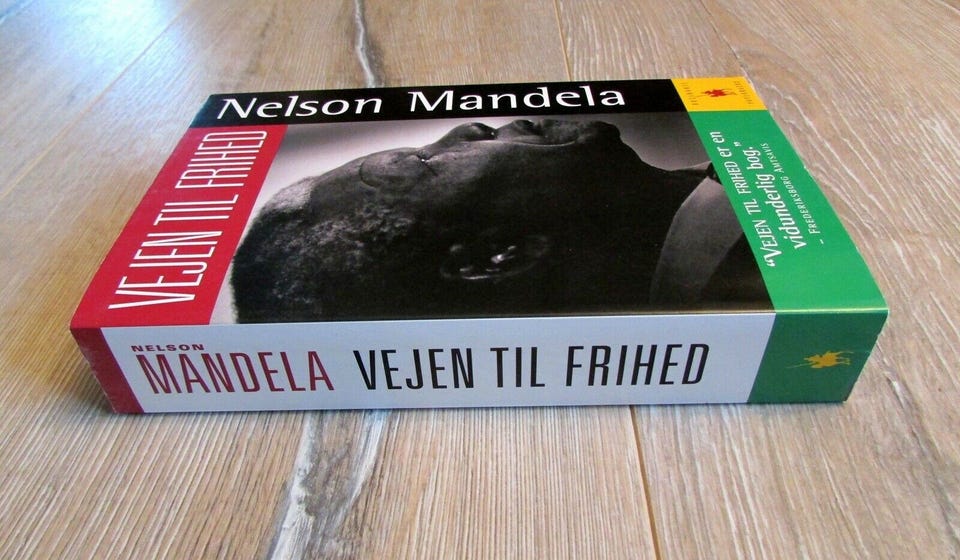 Nelson Mandela
VEJEN TIL FRIHED
"VEJEN TIL FRIHED er en
vidunderlig bog."
- FREDERIKSBORG AMTSAVIS
NELSON
MANDELA VEJEN TIL FRIHED